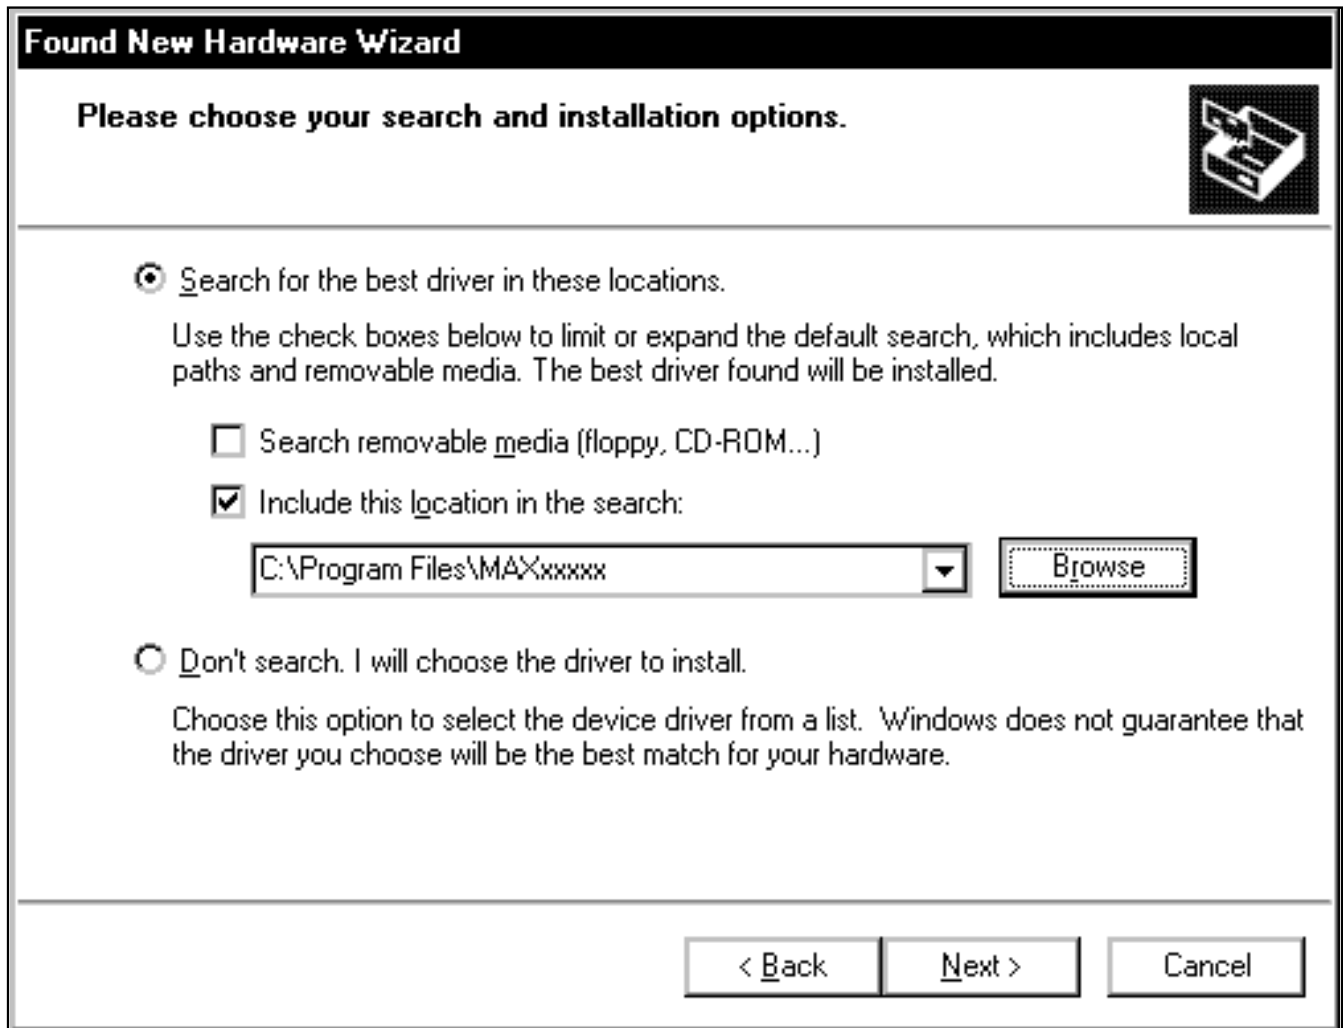 Found New Hardware Wizard
Please choose your search and installation options.
Search for the best driver in these locations.
Use the check boxes below to limit or expand the default search, which includes local
paths and removable media. The best driver found will be installed.
Search removable media (floppy, CD-ROM...)
Include this location in the search:
C:\Program Files\MAXxxxxx
Browse
Don't search. I will choose the driver to install.
Choose this option to select the device driver from a list.  Windows does not guarantee that
the driver you choose will be the best match for your hardware.
< Back
Next >
Cancel